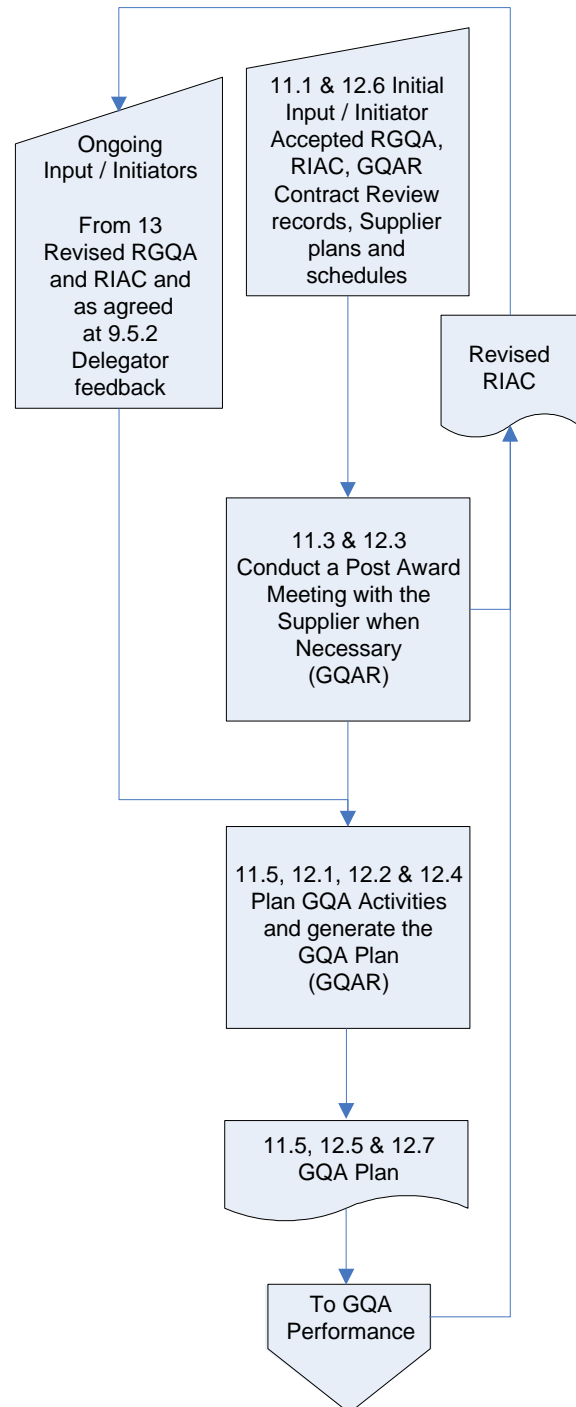 Ongoing
Input / Initiators
From 13
Revised RGQA
and RIAC and
as agreed
at 9.5.2
Delegator
feedback
11.1 & 12.6 Initial
Input / Initiator
Accepted RGQA,
RIAC, GQAR
Contract Review
records, Supplier
plans and
schedules
Revised
RIAC
11.3 & 12.3
Conduct a Post Award
Meeting with the
Supplier when
Necessary
(GQAR)
11.5, 12.1, 12.2 & 12.4
Plan GQA Activities
and generate the
GQA Plan
(GQAR)
11.5, 12.5 & 12.7
GQA Plan
To GQA
Performance